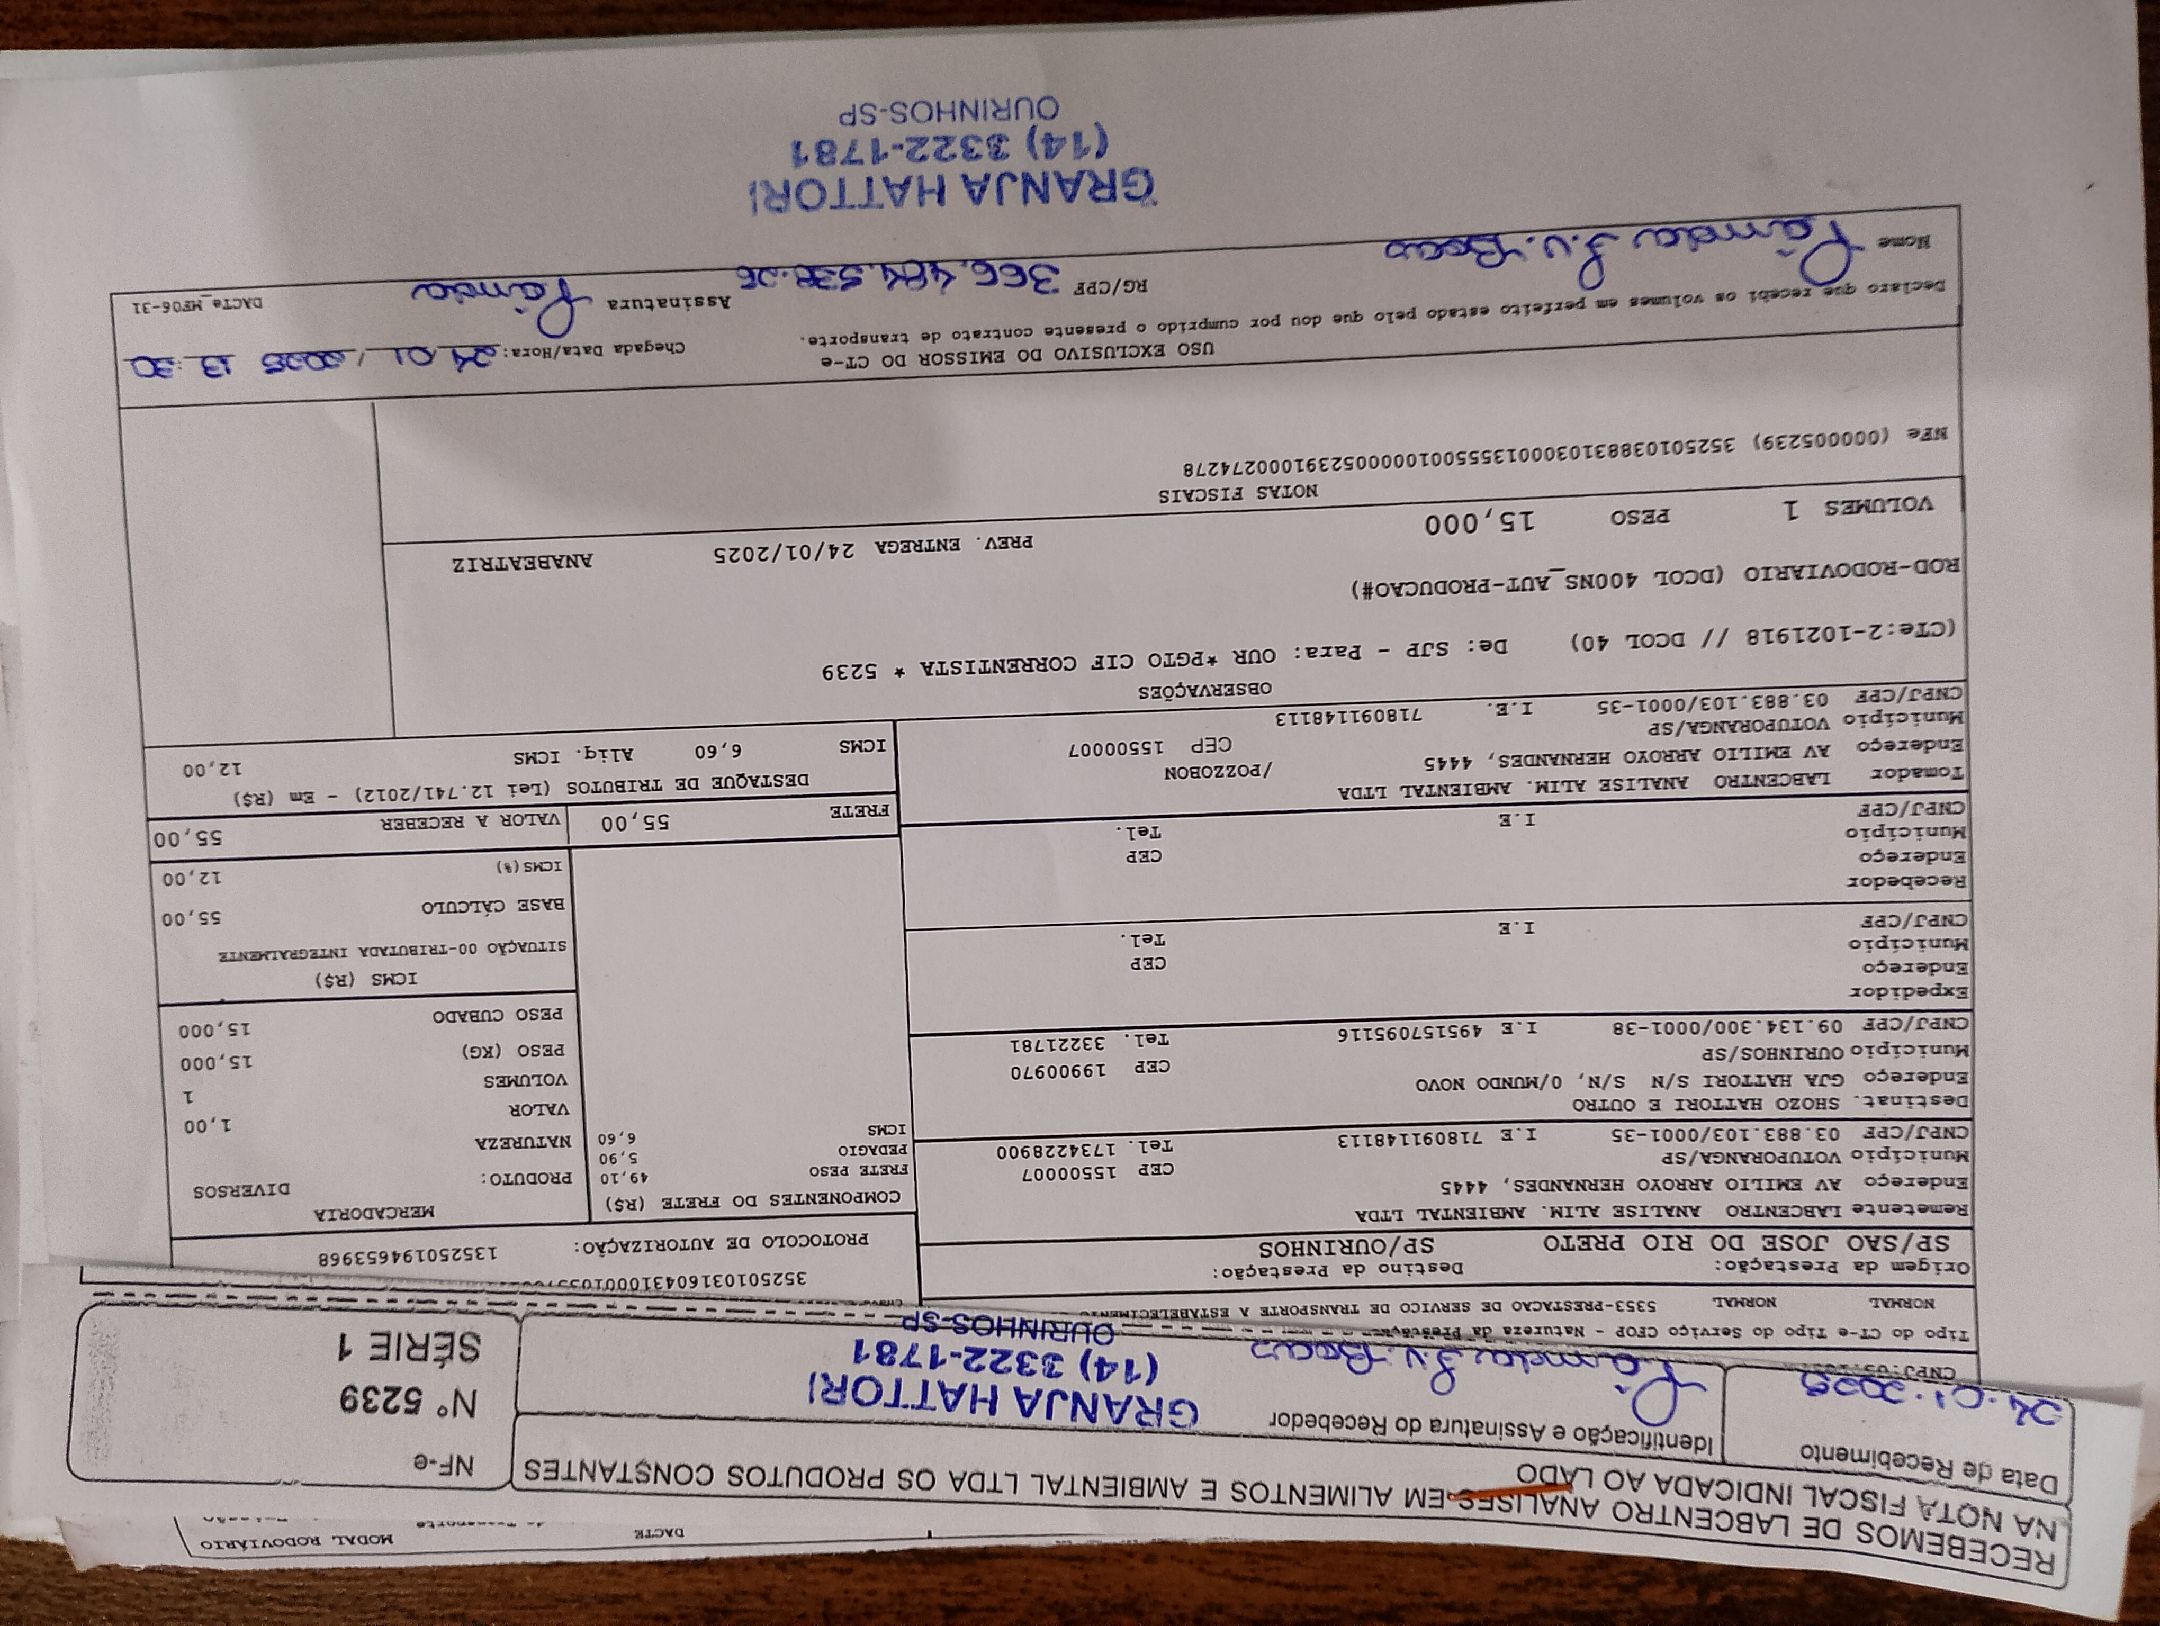 DACTE
MODAL RODOVIÁRIO
RECEBEMOS DE LABCENTRO ANALISES EM ALIMENTOS E AMBIENTAL LTDA OS PRODUTOS CONSTANTES
NA NOTA FISCAL INDICADA AO LADO
NF-e
Nº 5239
SÉRIE 1
Data de Recebimento
24.01.2025
Identificação e Assinatura do Recebedor
Pâmela
GRANJA HATTORI
(14) 3322-1781
OURINHOS-SP
Tipo do CT-e Tipo do Serviço CFOP - Natureza da Prestação
NORMAL NORMAL 5353-PRESTACAO DE SERVICO DE TRANSPORTE A
Origem da Prestação: Destino da Prestação:
SP/SAO JOSE DO RIO PRETO SP/OURINHOS
PROTOCOLO DE AUTORIZAÇÃO: 135250194653968
Remetente LABCENTRO ANALISE ALIM. AMBIENTAL LTDA
Endereço AV EMILIO ARROYO HERNANDES, 4445 CEP 15500007
Município VOTUPORANGA/SP Tel. 1734228900
CNPJ/CPF 03.883.103/0001-35 I.E 718091148113
Destinat. SHOZO HATTORI E OUTRO
Endereço GJA HATTORI S/N S/N, 0/MUNDO NOVO CEP 19900970
Município OURINHOS/SP Tel. 33221781
CNPJ/CPF 09.134.300/0001-38 I.E 495157095116
Expedidor
Endereço CEP
Município Tel.
CNPJ/CPF I.E
Recebedor
Endereço CEP
Município Tel.
CNPJ/CPF I.E
Tomador LABCENTRO ANALISE ALIM. AMBIENTAL LTDA /POZZOBON
Endereço AV EMILIO ARROYO HERNANDES, 4445 CEP 15500007
Município VOTUPORANGA/SP
CNPJ/CPF 03.883.103/0001-35 I.E. 718091148113
COMPONENTES DO FRETE (R$)
FRETE PESO 49,10
PEDAGIO 5,90
ICMS 6,60
MERCADORIA
PRODUTO: DIVERSOS
NATUREZA
VALOR 1,00
VOLUMES 1
PESO (KG) 15,000
PESO CUBADO 15,000
ICMS (R$)
SITUAÇÃO 00-TRIBUTADA INTEGRALMENTE
BASE CÁLCULO 55,00
ICMS(%) 12,00
FRETE 55,00 VALOR A RECEBER 55,00
DESTAQUE DE TRIBUTOS (Lei 12.741/2012) - Em (R$)
ICMS 6,60 Aliq. ICMS 12,00
OBSERVAÇÕES
(CTe:2-1021918 // DCOL 40) De: SJP - Para: OUR *PGTO CIF CORRENTISTA * 5239
ROD-RODOVIARIO (DCOL 400NS_AUT-PRODUCAO#)
PREV. ENTREGA 24/01/2025 ANABEATRIZ
VOLUMES 1 PESO 15,000
NOTAS FISCAIS
NFe (000005239) 35250103883103000135550010000052391000274278
USO EXCLUSIVO DO EMISSOR DO CT-e
Chegada Data/Hora: 24/01/2025 13:30
Declaro que recebi os volumes em perfeito estado pelo que dou por cumprido o presente contrato de transporte.
Nome Pâmela RG/CPF Assinatura Pâmela DACTe_MF06-31
GRANJA HATTORI
(14) 3322-1781
OURINHOS-SP